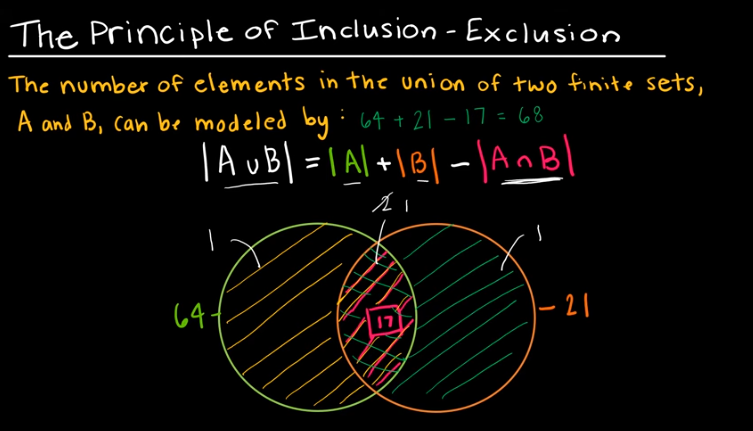 The Principle of Inclusion - Exclusion
The number of elements in the union of two finite sets,
A and B, can be modeled by : 64 + 21 - 17 = 68
|A ∪ B| = |A| + |B| - |A ∩ B|
1 2 1 1
64 17 21